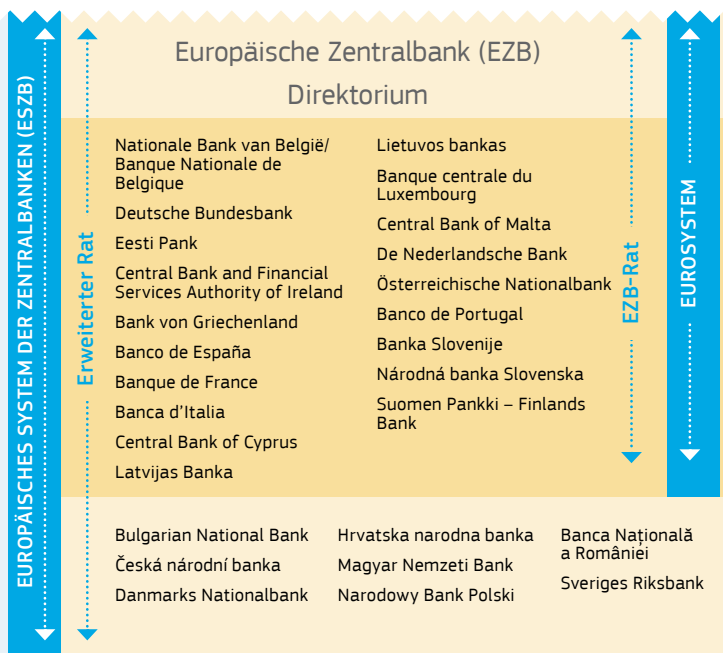 Europäische Zentralbank (EZB)
Direktorium
EUROPÄISCHES SYSTEM DER ZENTRALBANKEN (ESZB)
Erweiterter Rat
Nationale Bank van België/
Banque Nationale de
Belgique
Deutsche Bundesbank
Eesti Pank
Central Bank and Financial
Services Authority of Ireland
Bank von Griechenland
Banco de España
Banque de France
Banca d'Italia
Central Bank of Cyprus
Latvijas Banka
Lietuvos bankas
Banque centrale du
Luxembourg
Central Bank of Malta
De Nederlandsche Bank
Österreichische Nationalbank
Banco de Portugal
Banka Slovenije
Národná banka Slovenska
Suomen Pankki – Finlands
Bank
EZB-Rat
EUROSYSTEM
Bulgarian National Bank
Česká národní banka
Danmarks Nationalbank
Hrvatska narodna banka
Magyar Nemzeti Bank
Narodowy Bank Polski
Banca Națională
a României
Sveriges Riksbank